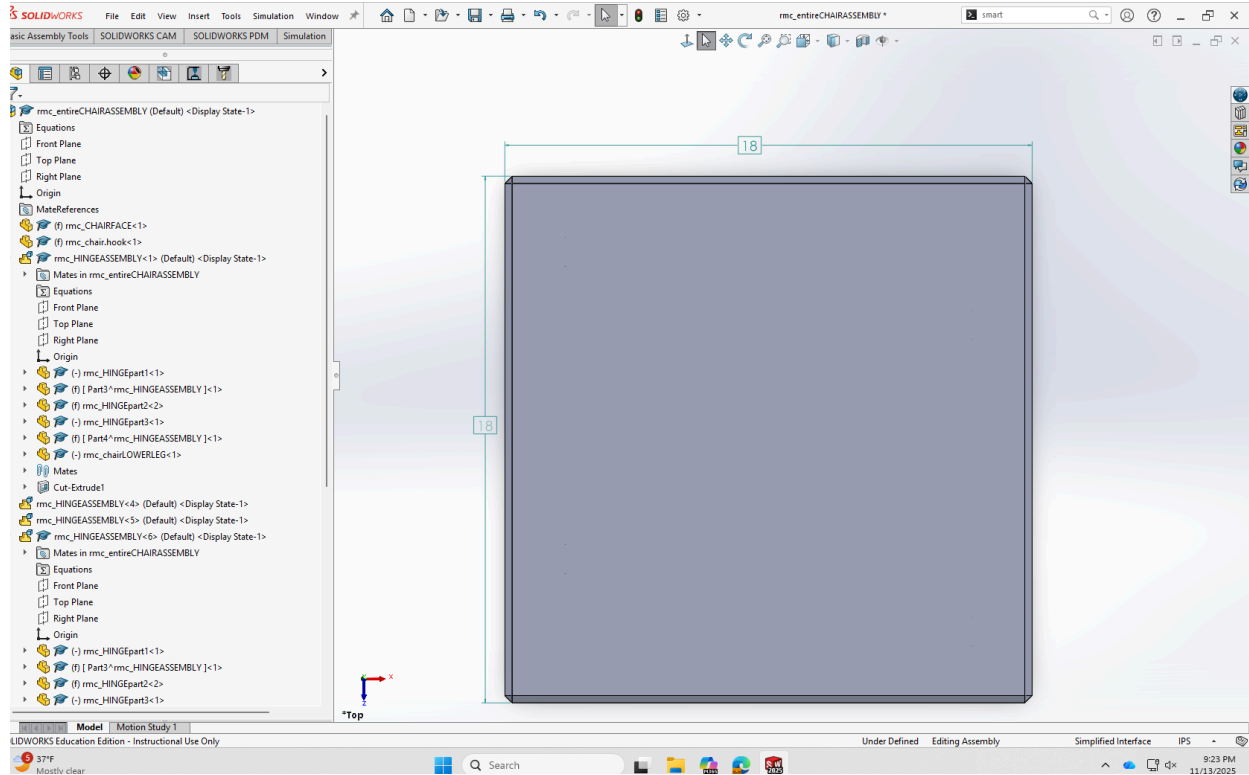 SOLIDWORKS File Edit View Insert Tools Simulation Window rmc_entireCHAIRASSEMBLY * smart
asic Assembly Tools SOLIDWORKS CAM SOLIDWORKS PDM Simulation
rmc_entireCHAIRASSEMBLY (Default) <Display State-1>
Equations
Front Plane
Top Plane
Right Plane
Origin
MateReferences
(f) rmc_CHAIRFACE<1>
(f) rmc_chair.hook<1>
rmc_HINGEASSEMBLY<1> (Default) <Display State-1>
Mates in rmc_entireCHAIRASSEMBLY
Equations
Front Plane
Top Plane
Right Plane
Origin
(-) rmc_HINGEpart1<1>
(f) [ Part3^rmc_HINGEASSEMBLY ]<1>
(f) rmc_HINGEpart2<2>
(-) rmc_HINGEpart3<1>
(f) [ Part4^rmc_HINGEASSEMBLY ]<1>
(-) rmc_chairLOWERLEG<1>
Mates
Cut-Extrude1
rmc_HINGEASSEMBLY<4> (Default) <Display State-1>
rmc_HINGEASSEMBLY<5> (Default) <Display State-1>
rmc_HINGEASSEMBLY<6> (Default) <Display State-1>
Mates in rmc_entireCHAIRASSEMBLY
Equations
Front Plane
Top Plane
Right Plane
Origin
(-) rmc_HINGEpart1<1>
(f) [ Part3^rmc_HINGEASSEMBLY ]<1>
(f) rmc_HINGEpart2<2>
(-) rmc_HINGEpart3<1>
18
18
x
z
*Top
Model Motion Study 1
LIDWORKS Education Edition - Instructional Use Only Under Defined Editing Assembly Simplified Interface IPS
5 37°F
Mostly clear
Search
M365
SW 2025
9:23 PM
11/13/2025